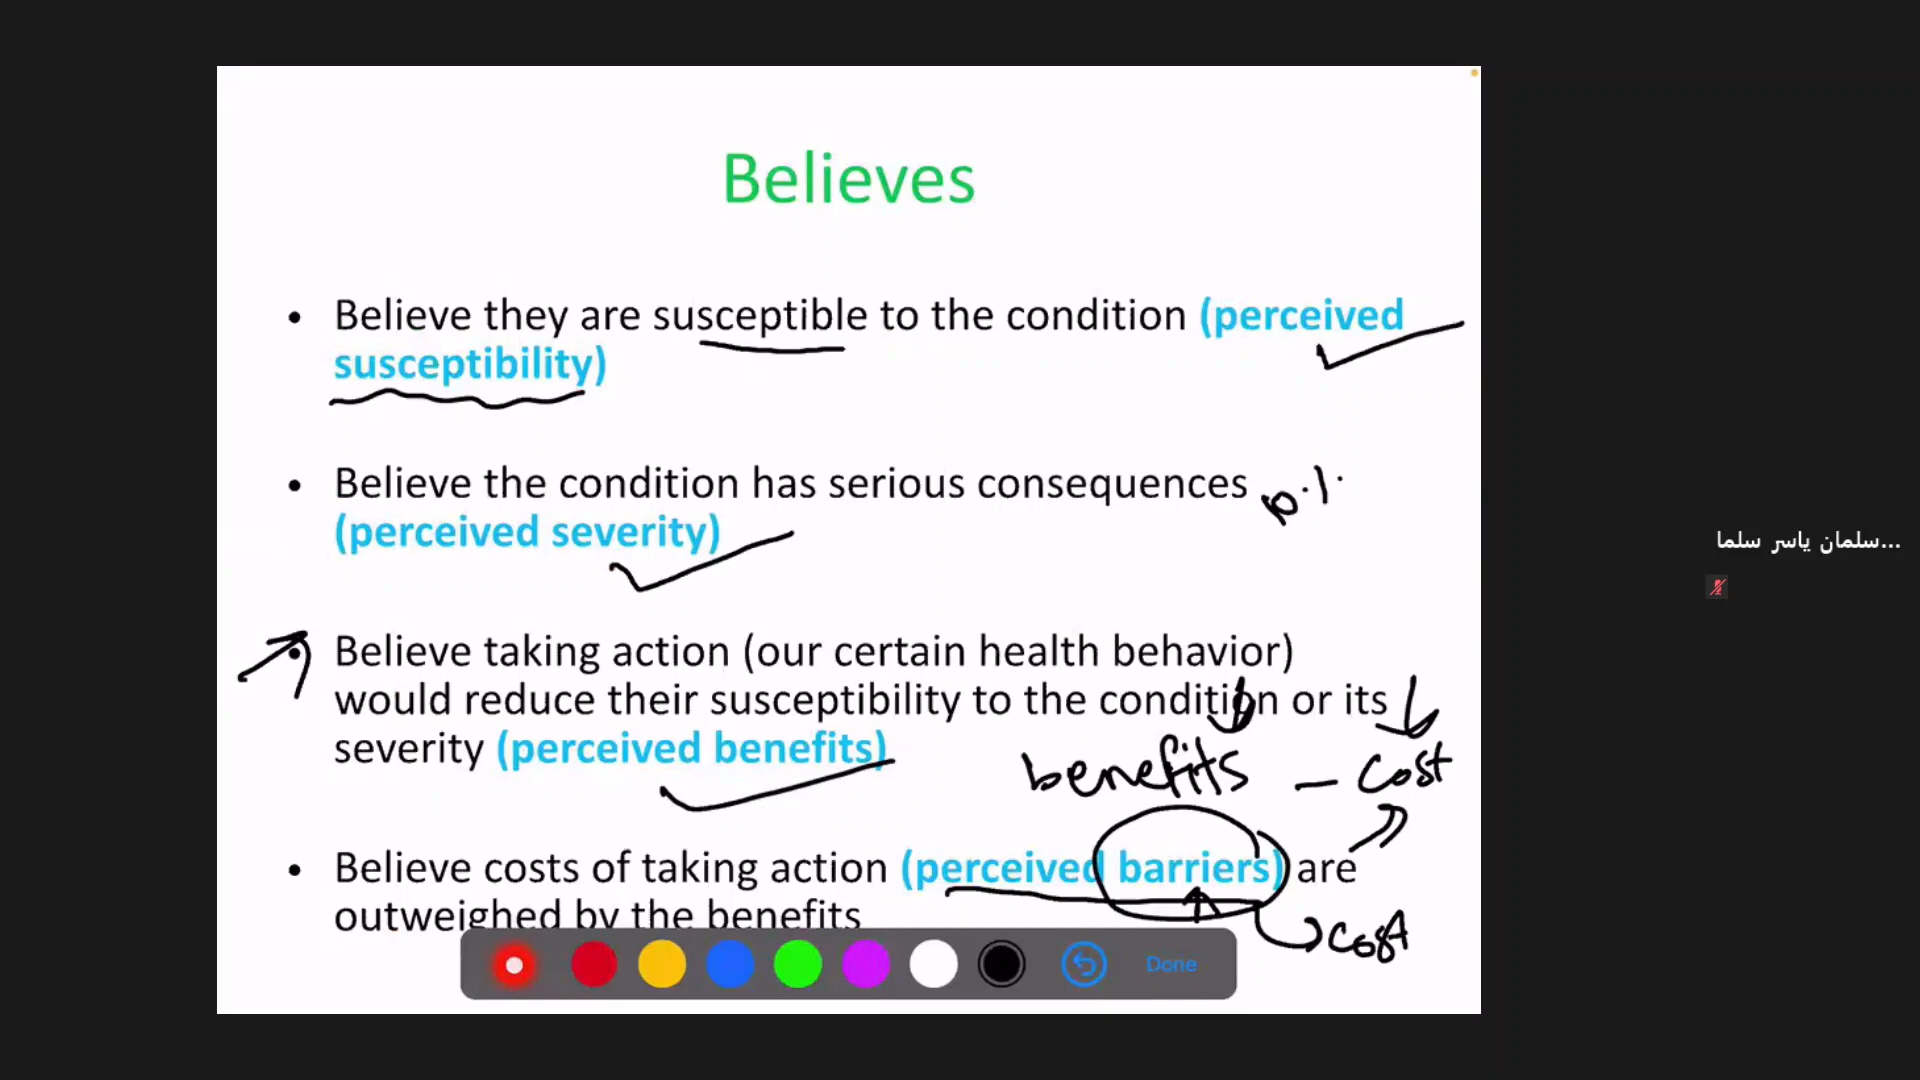 Believes
• Believe they are susceptible to the condition (perceived
susceptibility)
• Believe the condition has serious consequences
(perceived severity)
• Believe taking action (our certain health behavior)
would reduce their susceptibility to the condition or its
severity (perceived benefits)
benefits – cost
• Believe costs of taking action (perceived barriers) are
outweighed by the benefits
cost
Done
سلمان ياسر سلما...